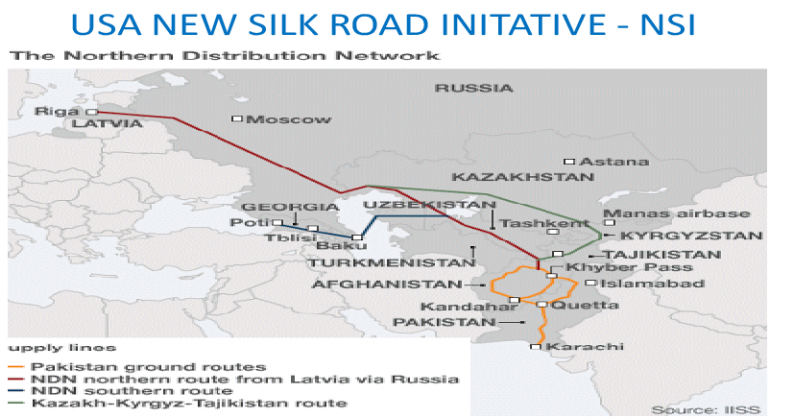 USA NEW SILK ROAD INITATIVE - NSI
The Northern Distribution Network
RUSSIA
Riga
LATVIA
Moscow
Astana
KAZAKHSTAN
GEORGIA
UZBEKISTAN
Poti
Tashkent
Manas airbase
Tblisi
KYRGYZSTAN
Baku
TAJIKISTAN
TURKMENISTAN
Khyber Pass
AFGHANISTAN
Islamabad
Kandahar
Quetta
PAKISTAN
Karachi
upply lines
Pakistan ground routes
NDN northern route from Latvia via Russia
NDN southern route
Kazakh-Kyrgyz-Tajikistan route
Source: IISS